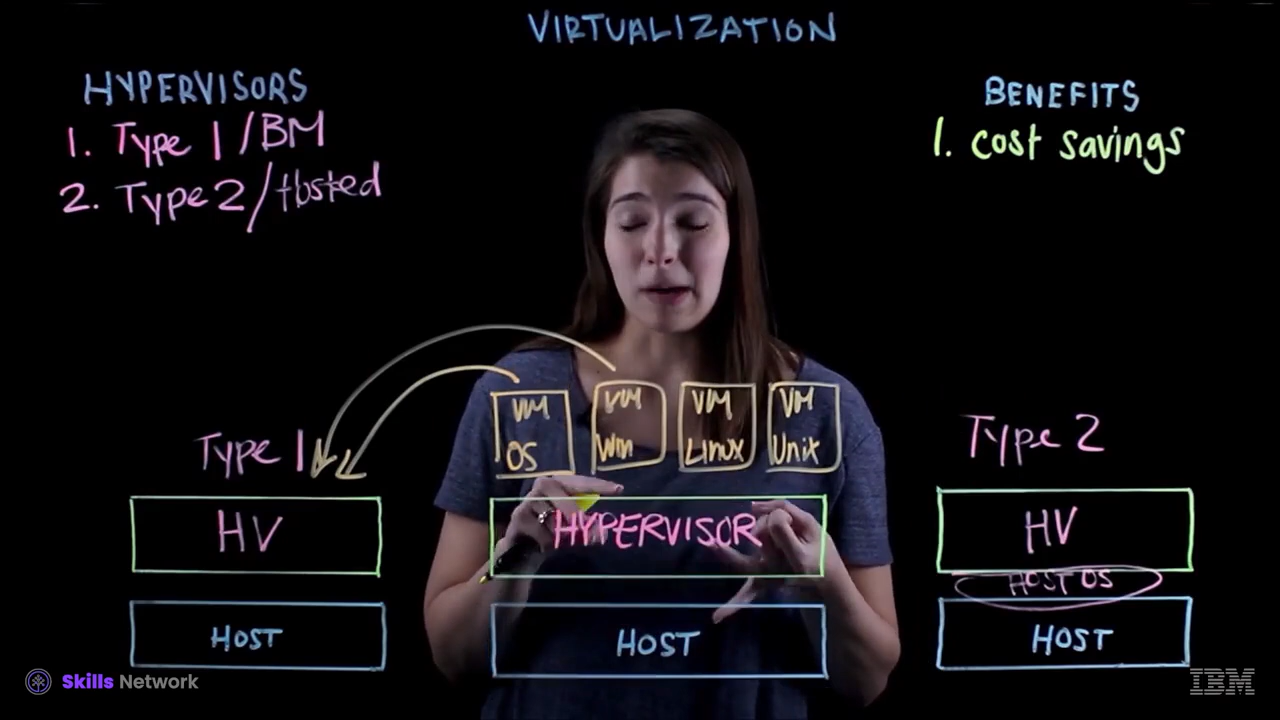 VIRTUALIZATION
HYPERVISORS
1. Type 1/BM
2. Type 2/Hosted
BENEFITS
1. cost savings
VM
OS
VM
Win
VM
Linux
VM
Unix
Type 1
HV
HOST
HYPERVISOR
HOST
Type 2
HV
HOST OS
HOST
Skills Network
IBM